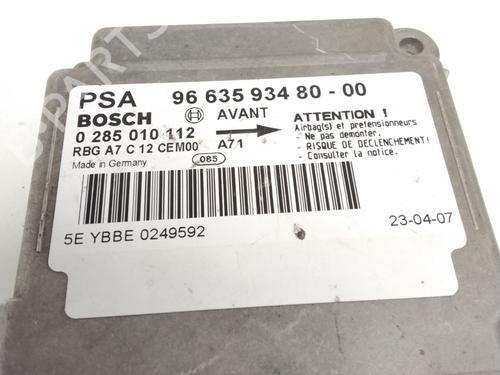 PSA 96 635 934 80 - 00
BOSCH AVANT
0 285 010 112
RBG A7 C 12 CEM00 A71
Made in Germany 085
ATTENTION !
Airbag(s) et pretensionneurs
- Ne pas demonter.
- RISQUE DE DECLENCHEMENT!
- Consulter la notice.
5E YBBE 0249592
23-04-07